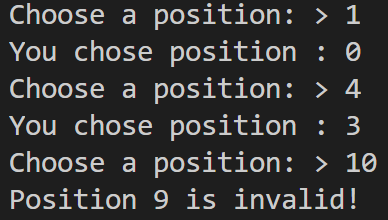 Choose a position: > 1
You chose position : 0
Choose a position: > 4
You chose position : 3
Choose a position: > 10
Position 9 is invalid!